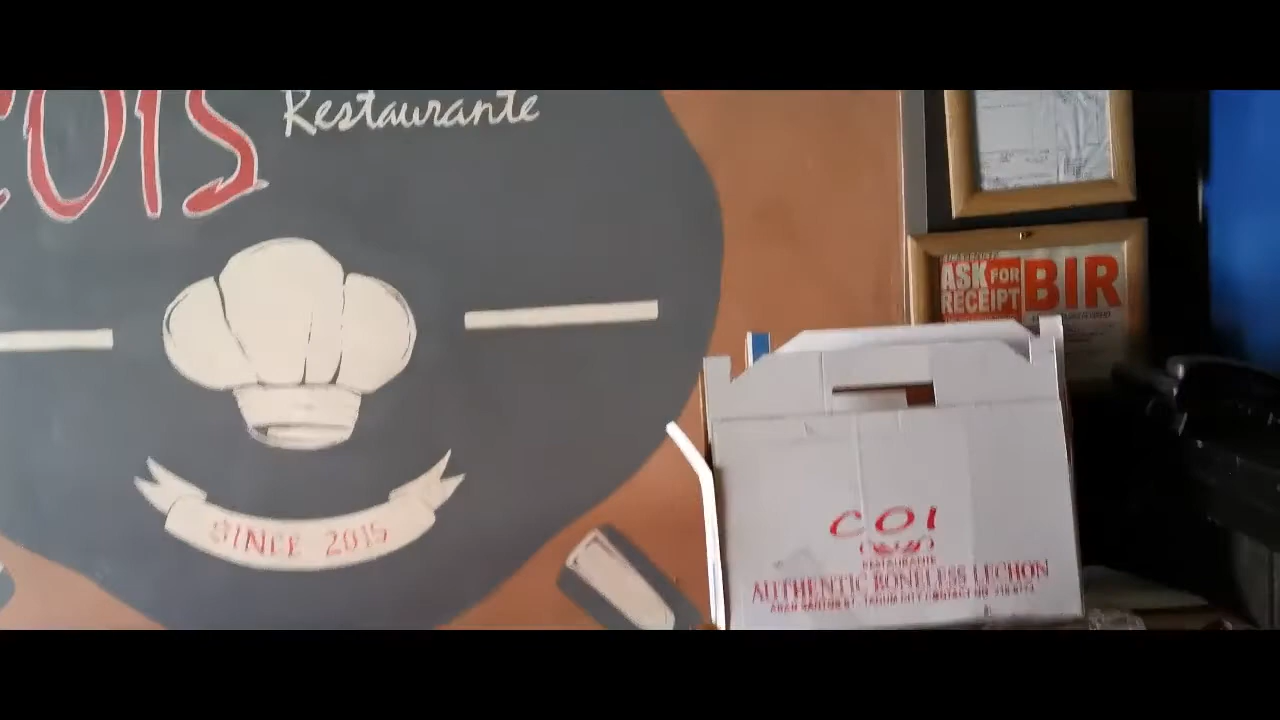 COIS
Restaurante
SINCE 2015
ASK FOR
RECEIPT
BIR
COI
RESTAURANTE
AUTHENTIC BONELESS LECHON